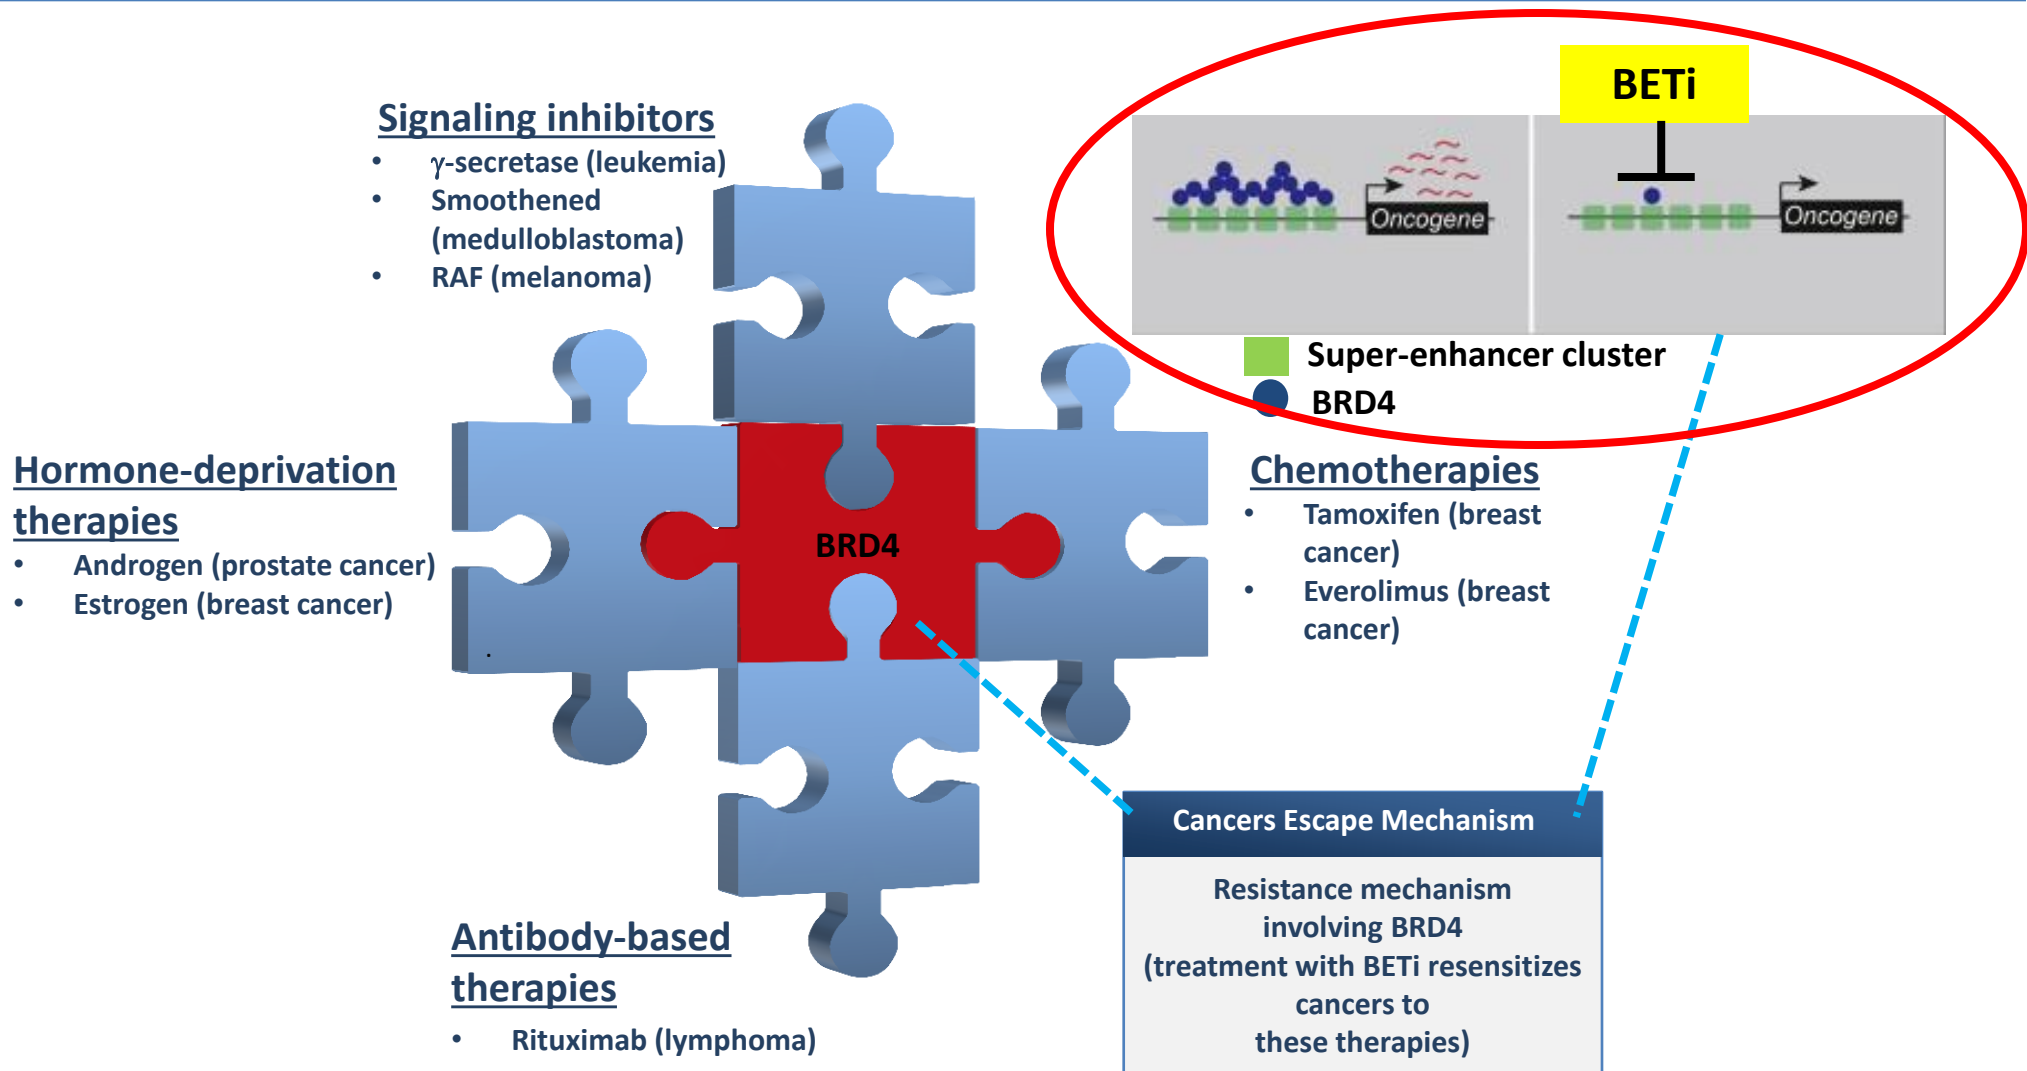 Signaling inhibitors
• γ-secretase (leukemia)
• Smoothened
(medulloblastoma)
• RAF (melanoma)
BETi
Oncogene
Oncogene
Super-enhancer cluster
BRD4
Hormone-deprivation
therapies
• Androgen (prostate cancer)
• Estrogen (breast cancer)
BRD4
Chemotherapies
• Tamoxifen (breast
cancer)
• Everolimus (breast
cancer)
Antibody-based
therapies
• Rituximab (lymphoma)
Cancers Escape Mechanism
Resistance mechanism
involving BRD4
(treatment with BETi resensitizes
cancers to
these therapies)